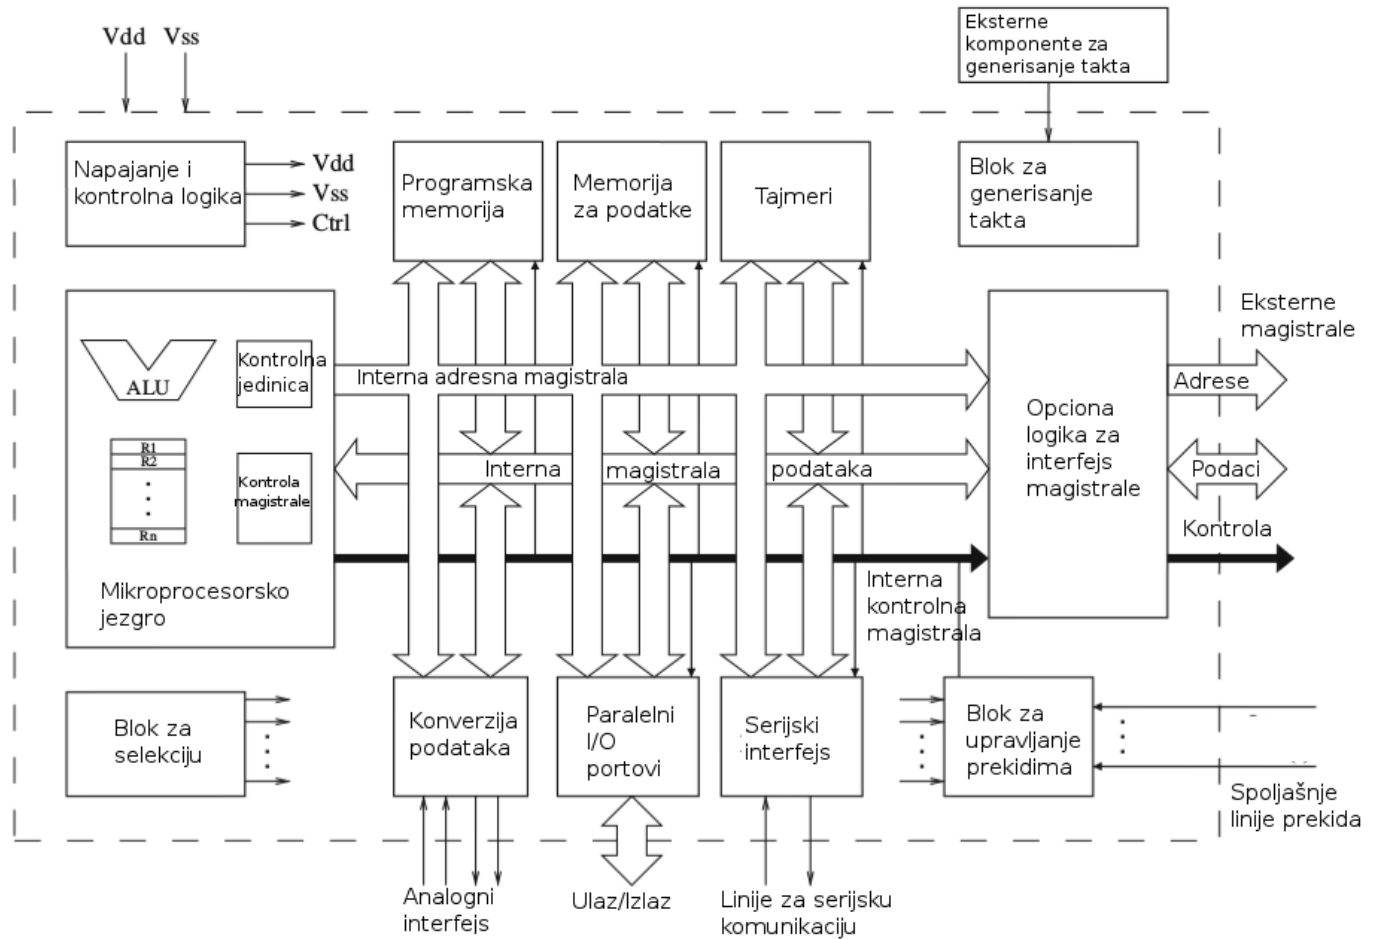 Vdd Vss
Eksterne
komponente za
generisanje takta
Napajanje i
kontrolna logika
Vdd
Vss
Ctrl
Programska
memorija
Memorija
za podatke
Tajmeri
Blok za
generisanje
takta
ALU
Kontrolna
jedinica
R1
R2
Rn
Kontrola
magistrale
Mikroprocesorsko
jezgro
Interna adresna magistrala
Interna magistrala podataka
Interna
kontrolna
magistrala
Opciona
logika za
interfejs
magistrale
Eksterne
magistrale
Adrese
Podaci
Kontrola
Blok za
selekciju
Konverzija
podataka
Paralelni
I/O
portovi
Serijski
interfejs
Blok za
upravljanje
prekidima
Spoljašnje
linije prekida
Analogni
interfejs
Ulaz/Izlaz
Linije za serijsku
komunikaciju